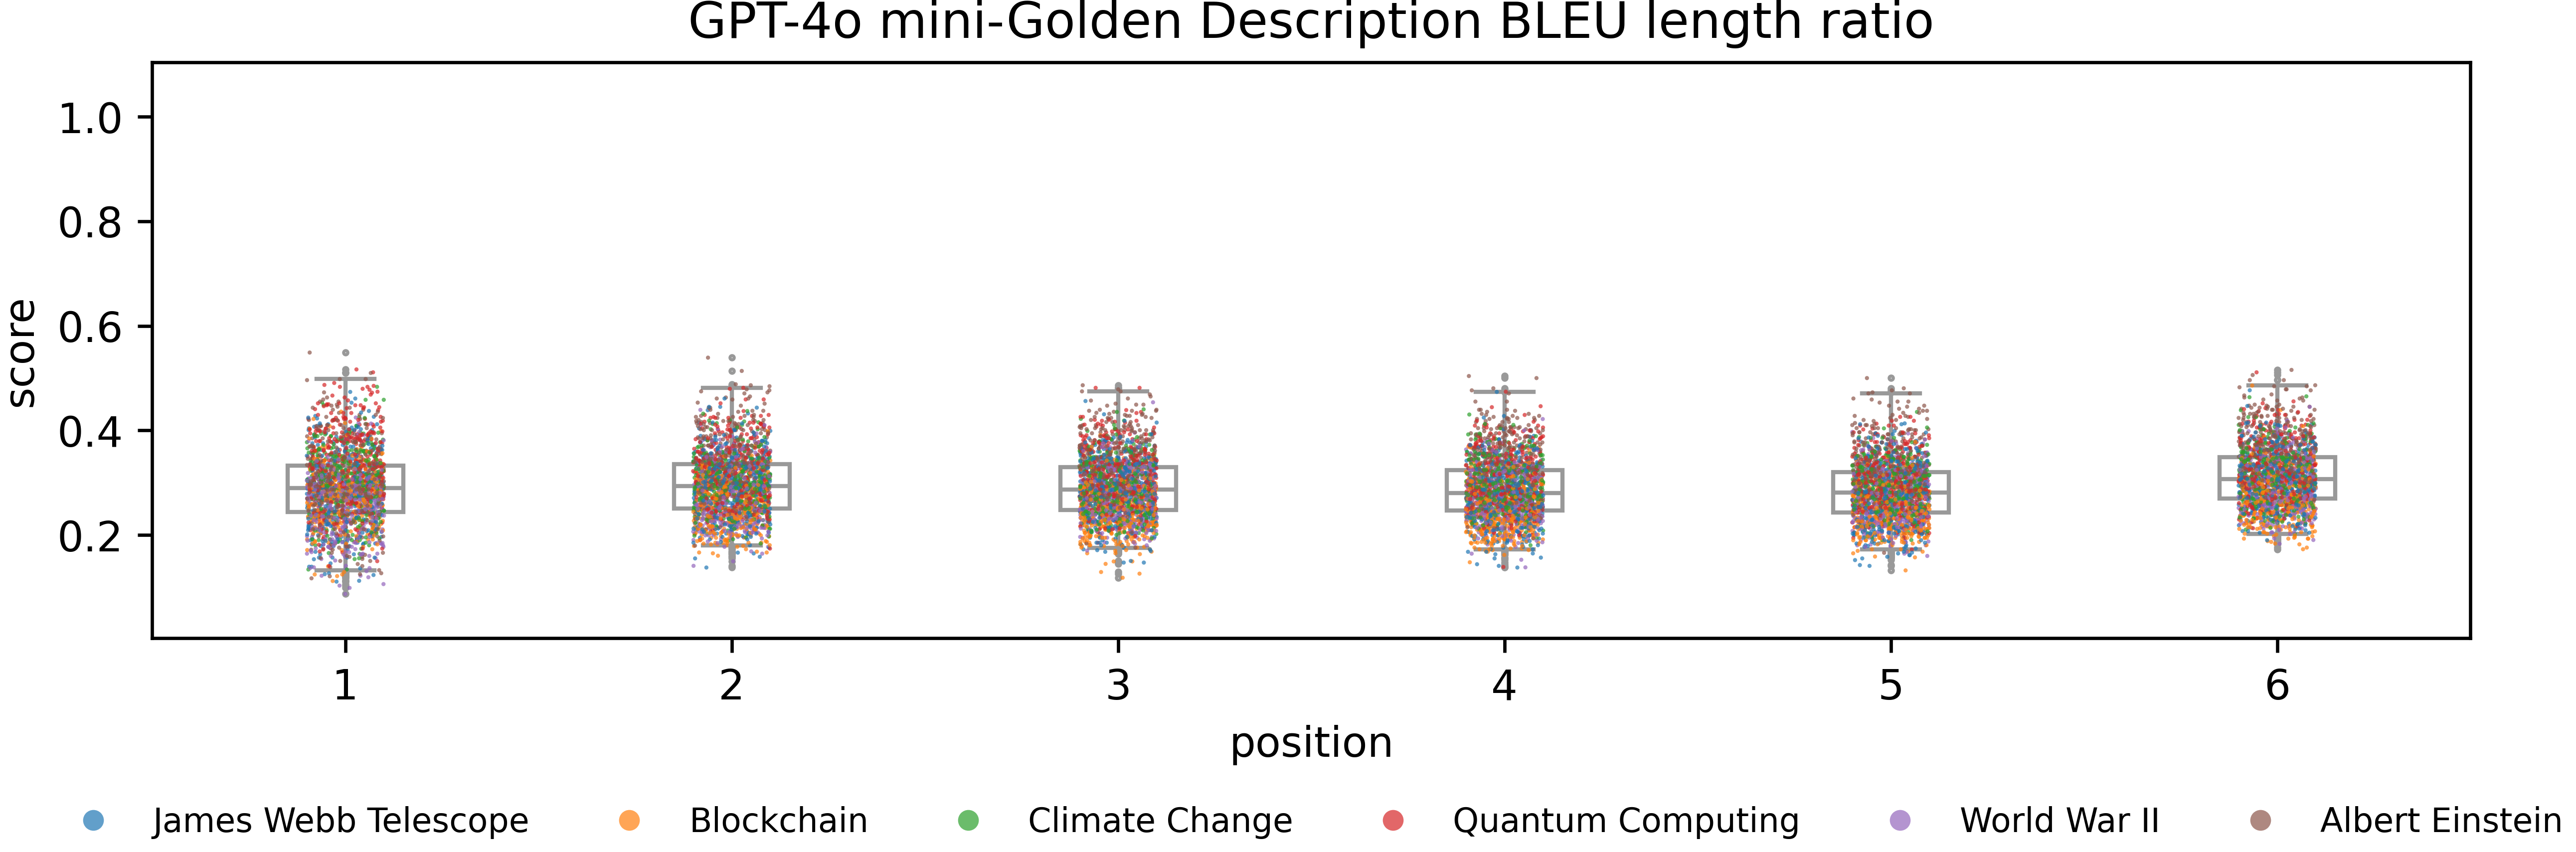 GPT-4o mini-Golden Description BLEU length ratio
score
1.0
0.8
0.6
0.4
0.2
1 2 3 4 5 6
position
James Webb Telescope Blockchain Climate Change Quantum Computing World War II Albert Einstein